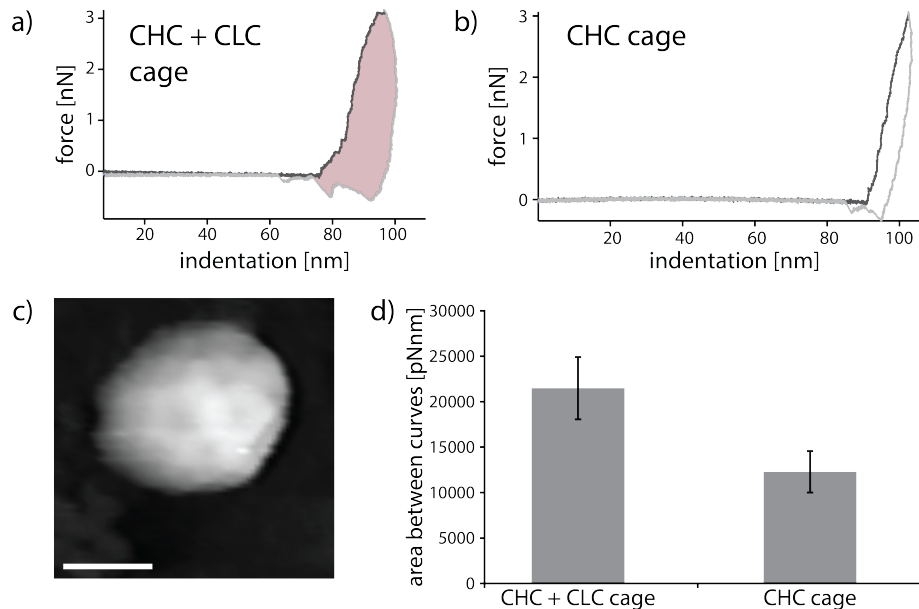 a)
CHC + CLC
cage
force [nN]
3
2
1
0
20 40 60 80 100
indentation [nm]
b)
CHC cage
force [nN]
3
2
1
0
20 40 60 80 100
indentation [nm]
c)
d)
area between curves [pNnm]
30000
25000
20000
15000
10000
5000
0
CHC + CLC cage CHC cage